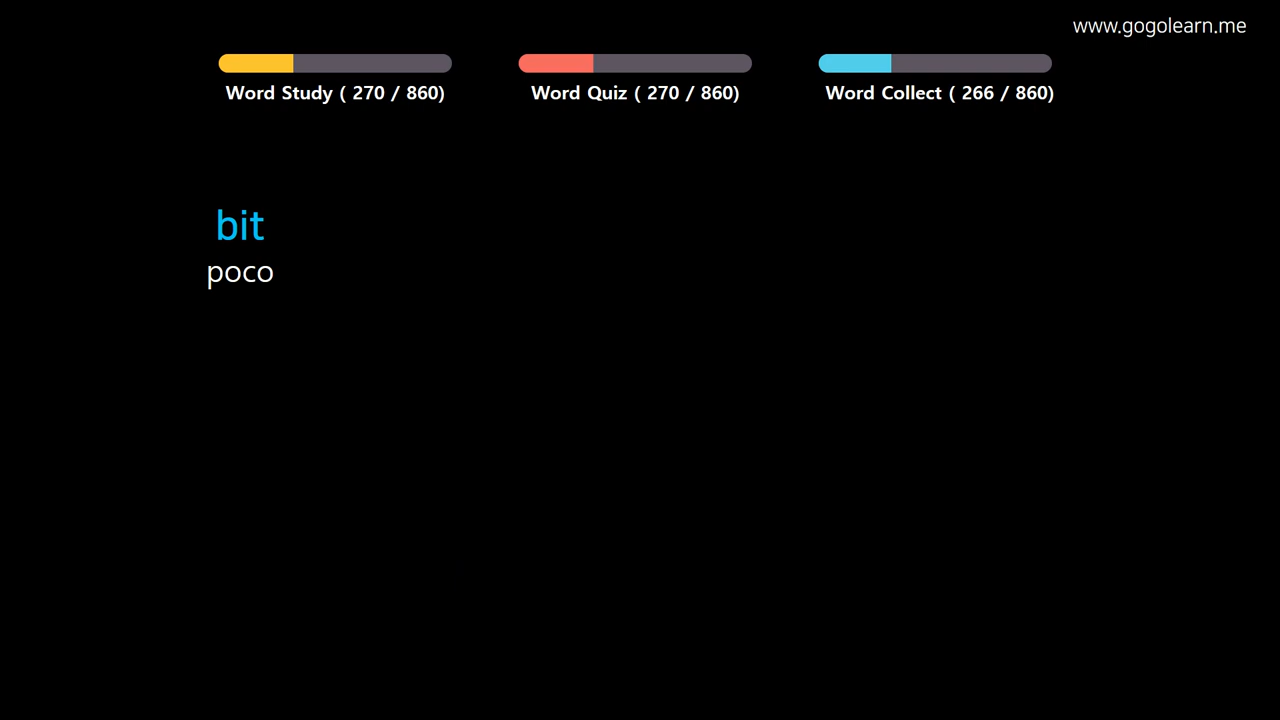 www.gogolearn.me
Word Study ( 270 / 860)
Word Quiz ( 270 / 860)
Word Collect ( 266 / 860)
bit
poco